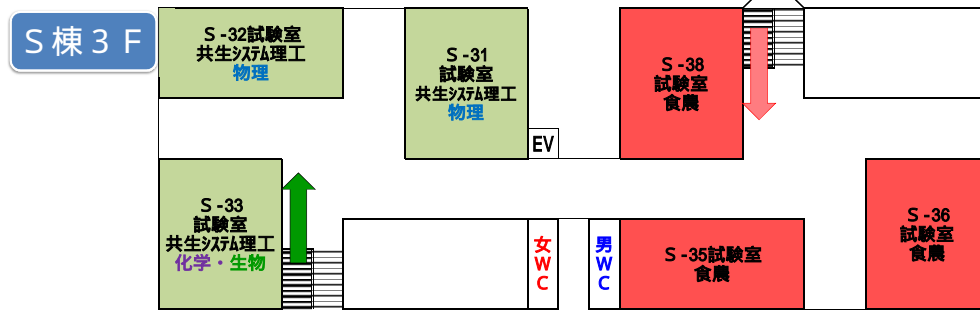 Ｓ棟３Ｆ
Ｓ-32試験室
共生ｼｽﾃﾑ理工
物理
Ｓ-31
試験室
共生ｼｽﾃﾑ理工
物理
EV
Ｓ-38
試験室
食農
Ｓ-33
試験室
共生ｼｽﾃﾑ理工
化学・生物
女
Ｗ
Ｃ
男
Ｗ
Ｃ
Ｓ-35試験室
食農
Ｓ-36
試験室
食農